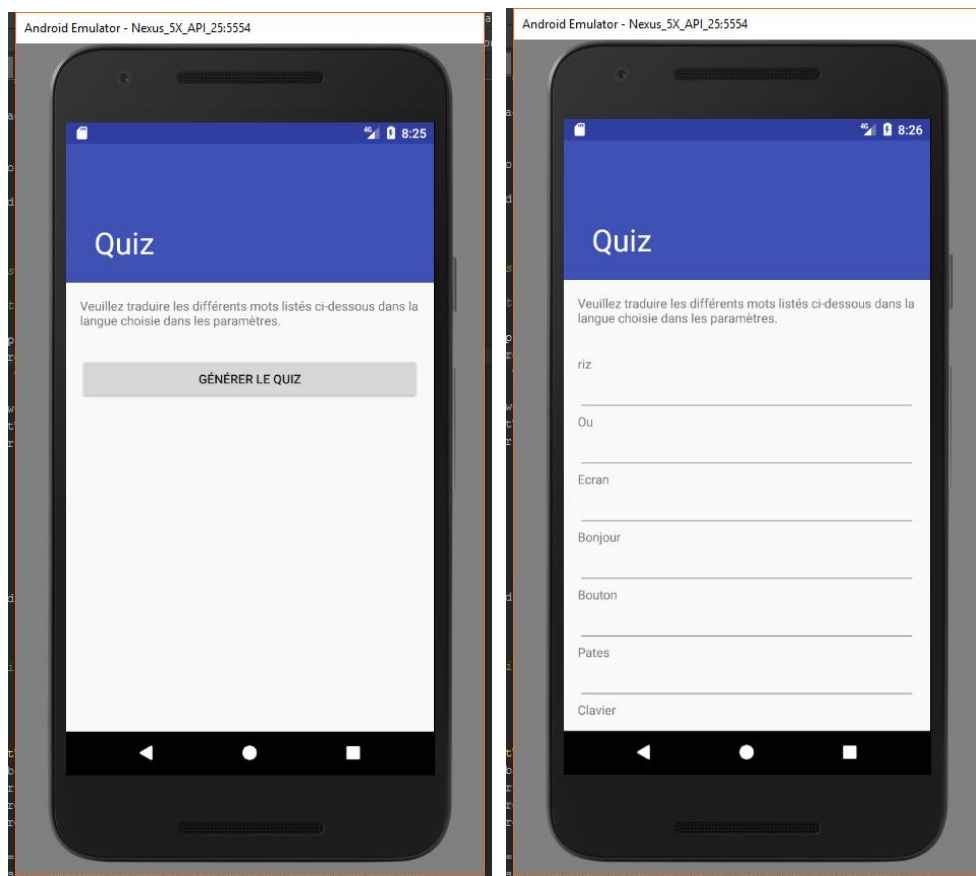 Android Emulator - Nexus_5X_API_25:5554
4G 8:25
Quiz
Veuillez traduire les différents mots listés ci-dessous dans la
langue choisie dans les paramètres.
GÉNÉRER LE QUIZ
Android Emulator - Nexus_5X_API_25:5554
4G 8:26
Quiz
Veuillez traduire les différents mots listés ci-dessous dans la
langue choisie dans les paramètres.
riz
Ou
Ecran
Bonjour
Bouton
Pates
Clavier